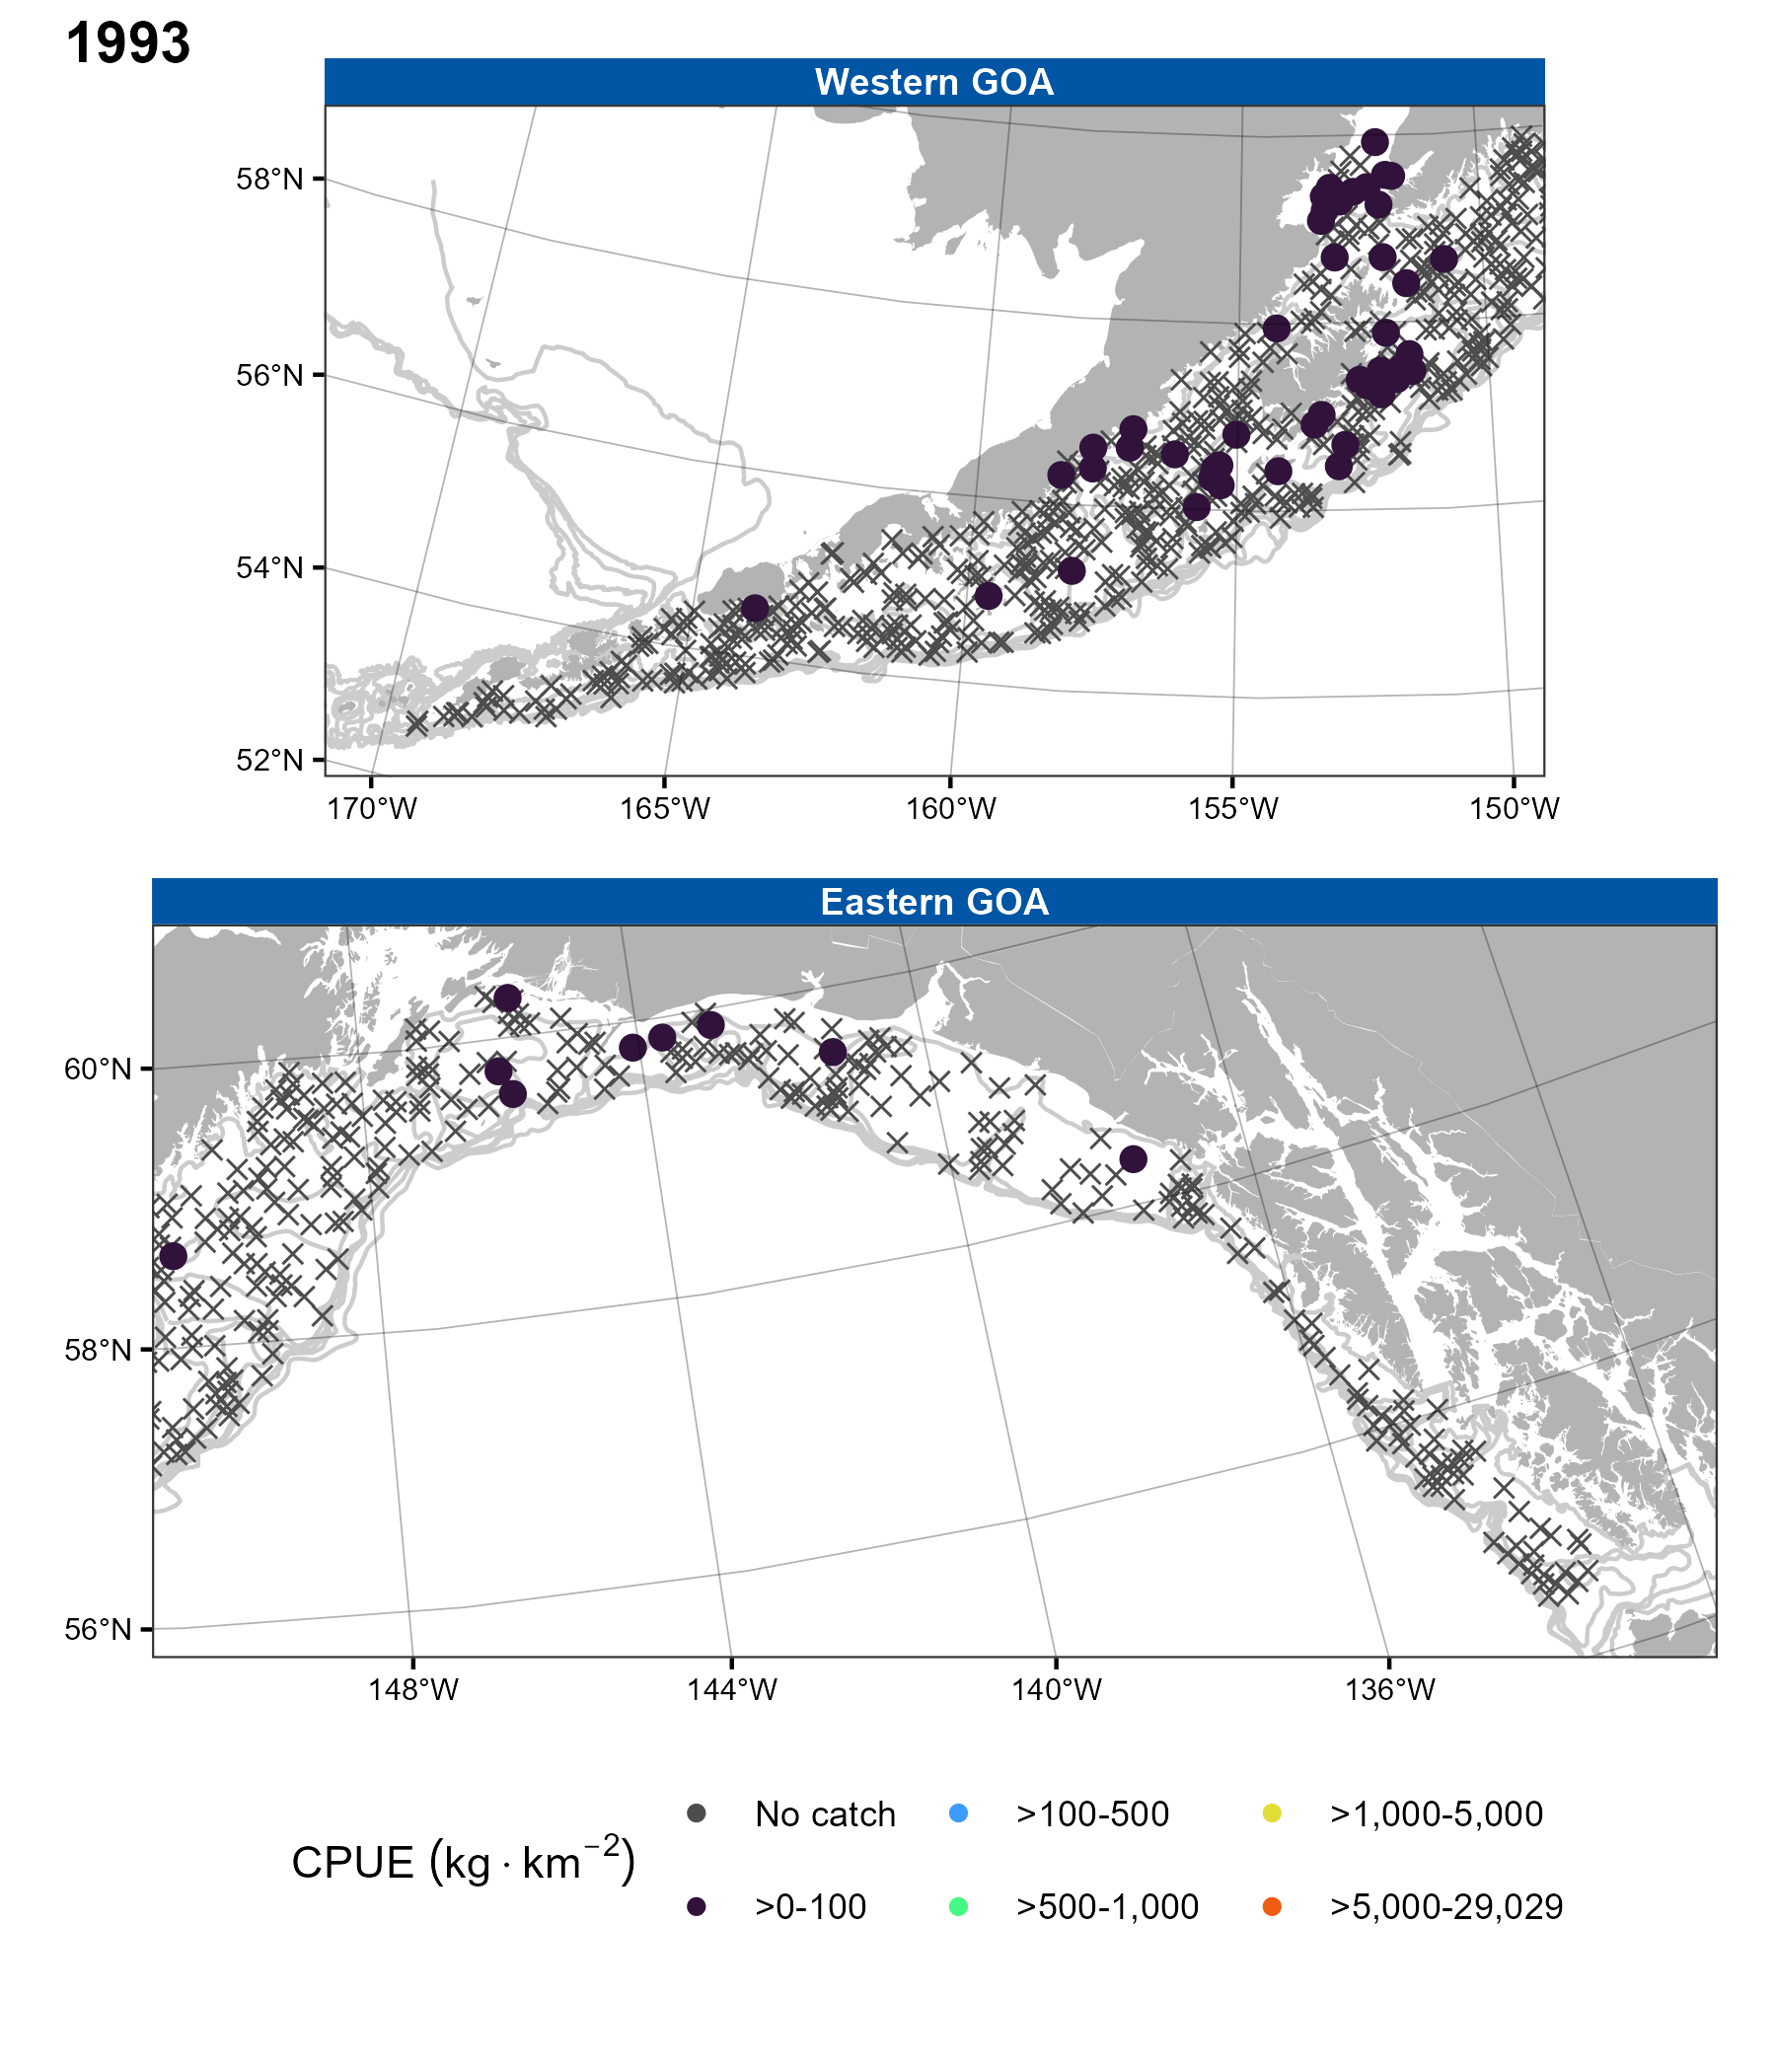 1993
Western GOA
58°N
56°N
54°N
52°N
170°W 165°W 160°W 155°W 150°W
Eastern GOA
60°N
58°N
56°N
148°W 144°W 140°W 136°W
CPUE (kg · km⁻²)
No catch >100-500 >1,000-5,000
>0-100 >500-1,000 >5,000-29,029